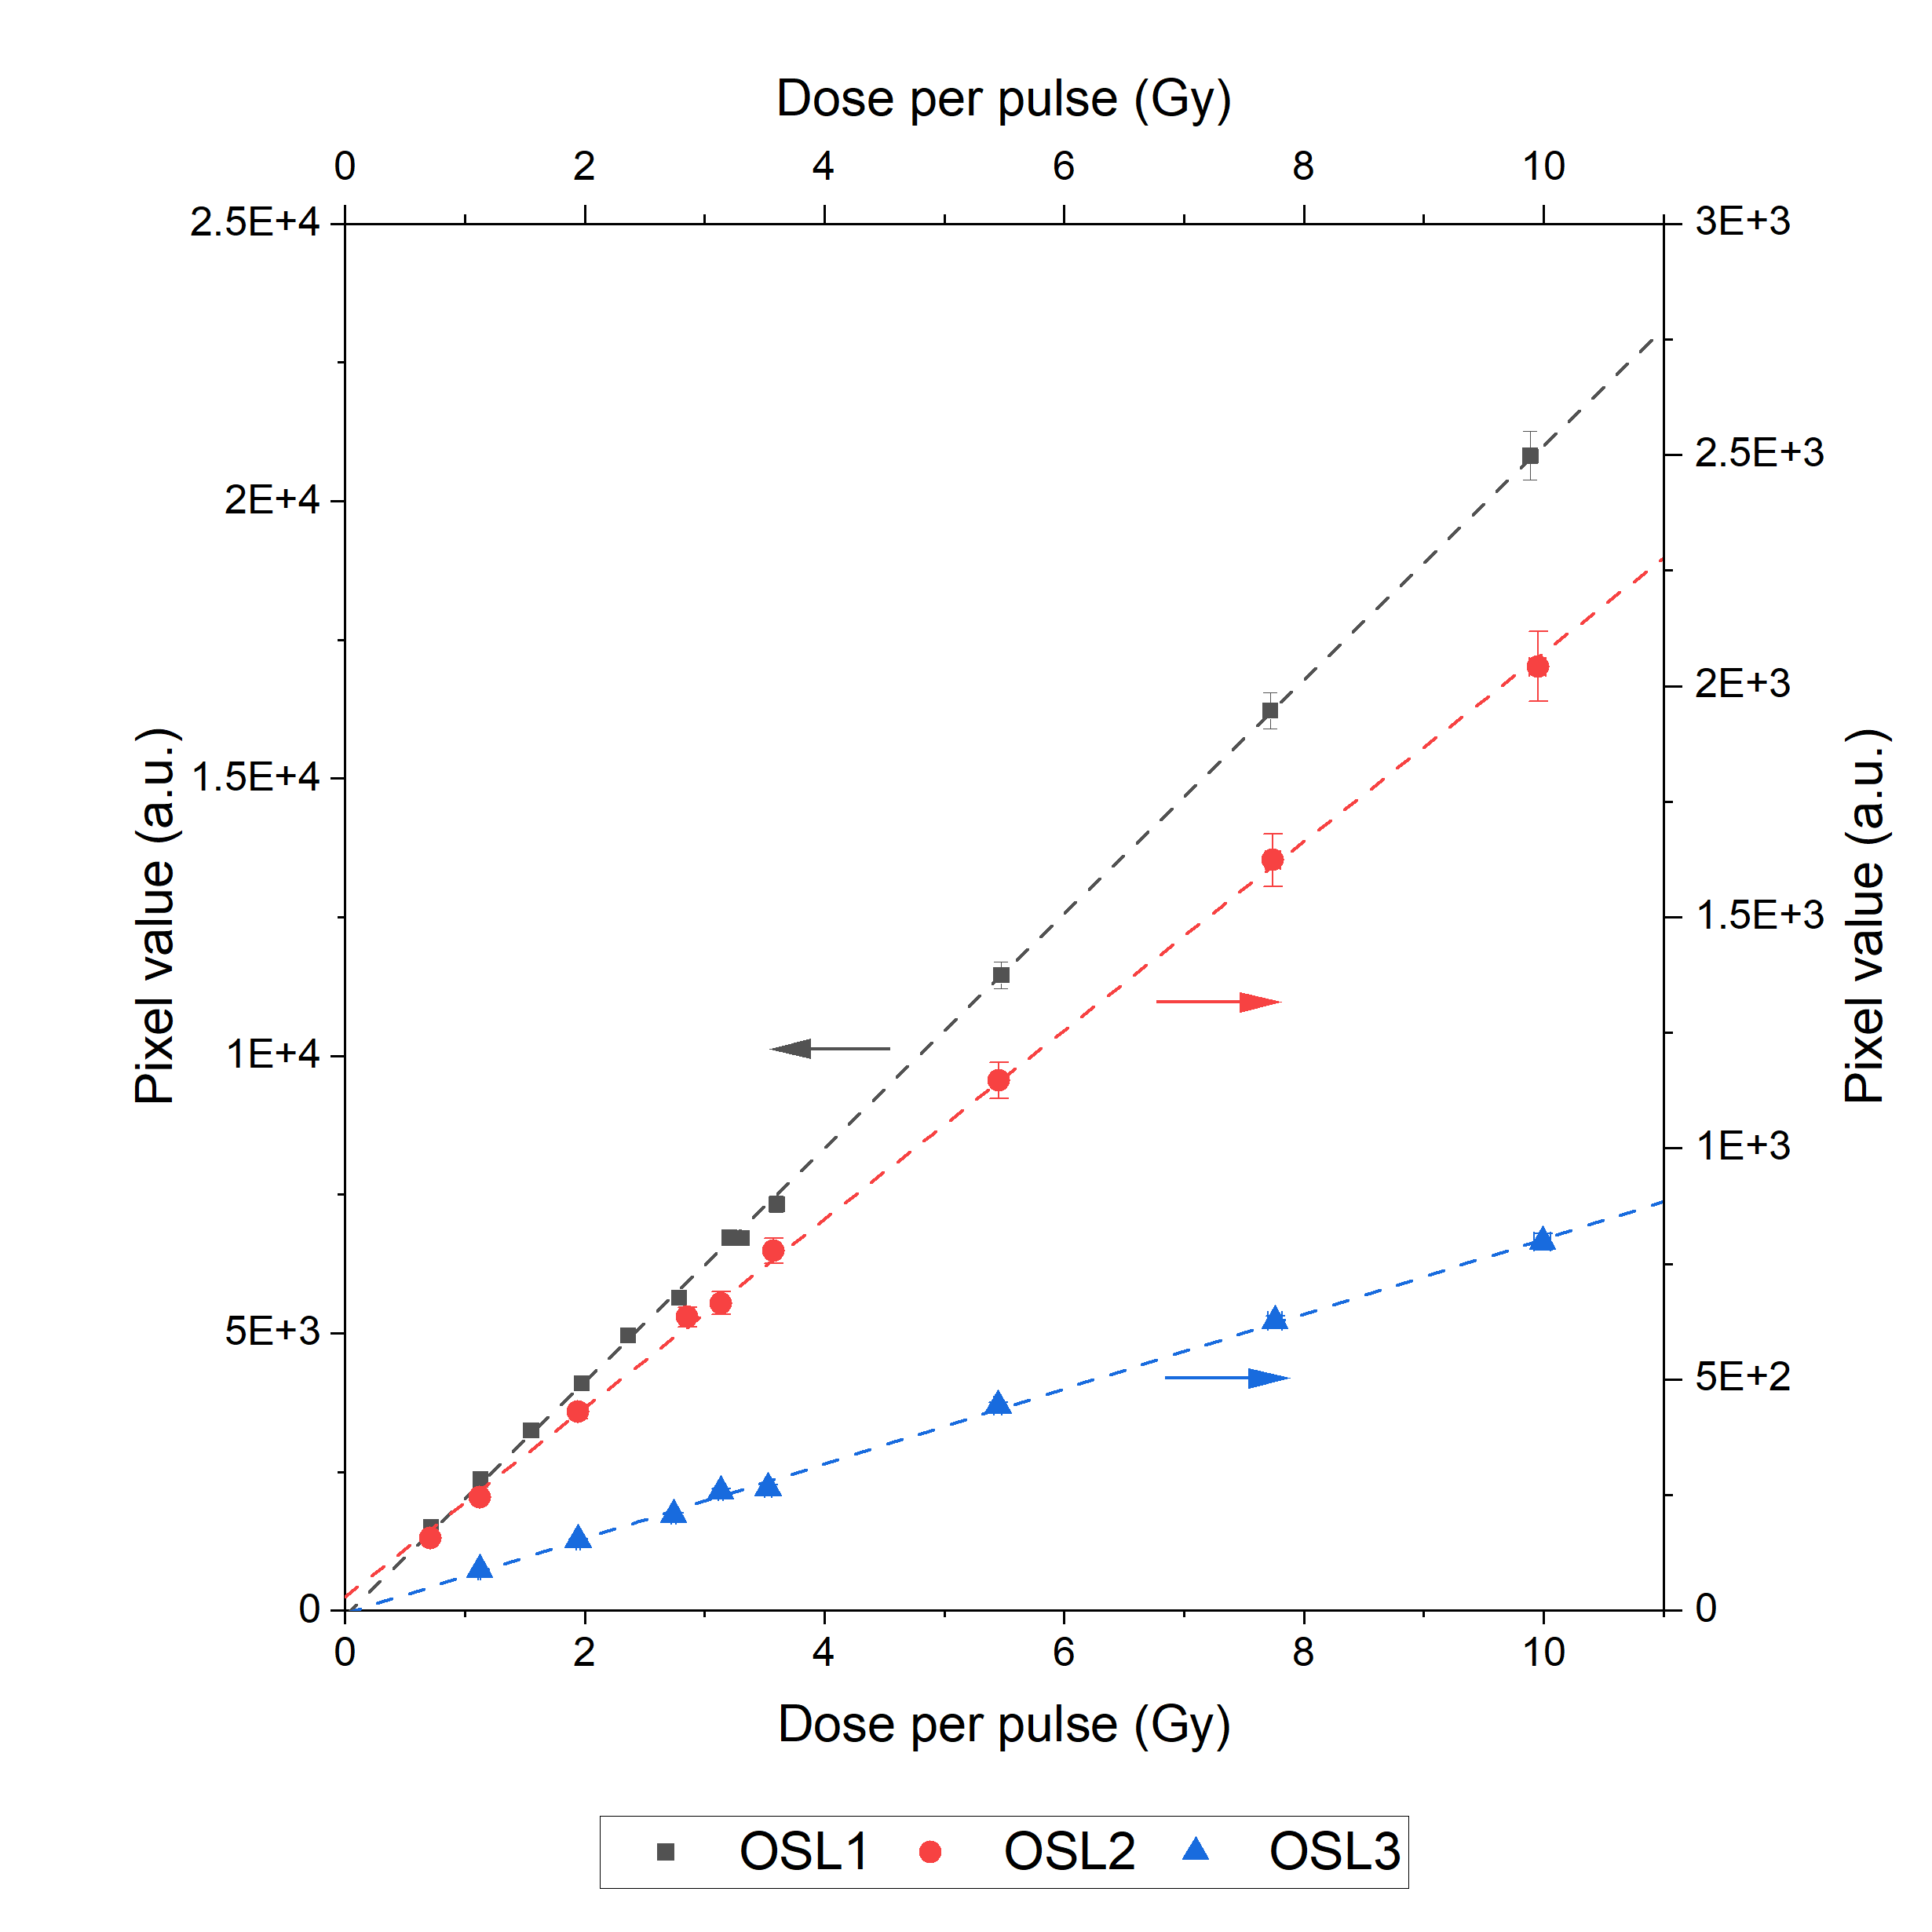 Dose per pulse (Gy)
0 2 4 6 8 10
2.5E+4
2E+4
1.5E+4
1E+4
5E+3
0
Pixel value (a.u.)
3E+3
2.5E+3
2E+3
1.5E+3
1E+3
5E+2
0
Pixel value (a.u.)
0 2 4 6 8 10
Dose per pulse (Gy)
OSL1 OSL2 OSL3